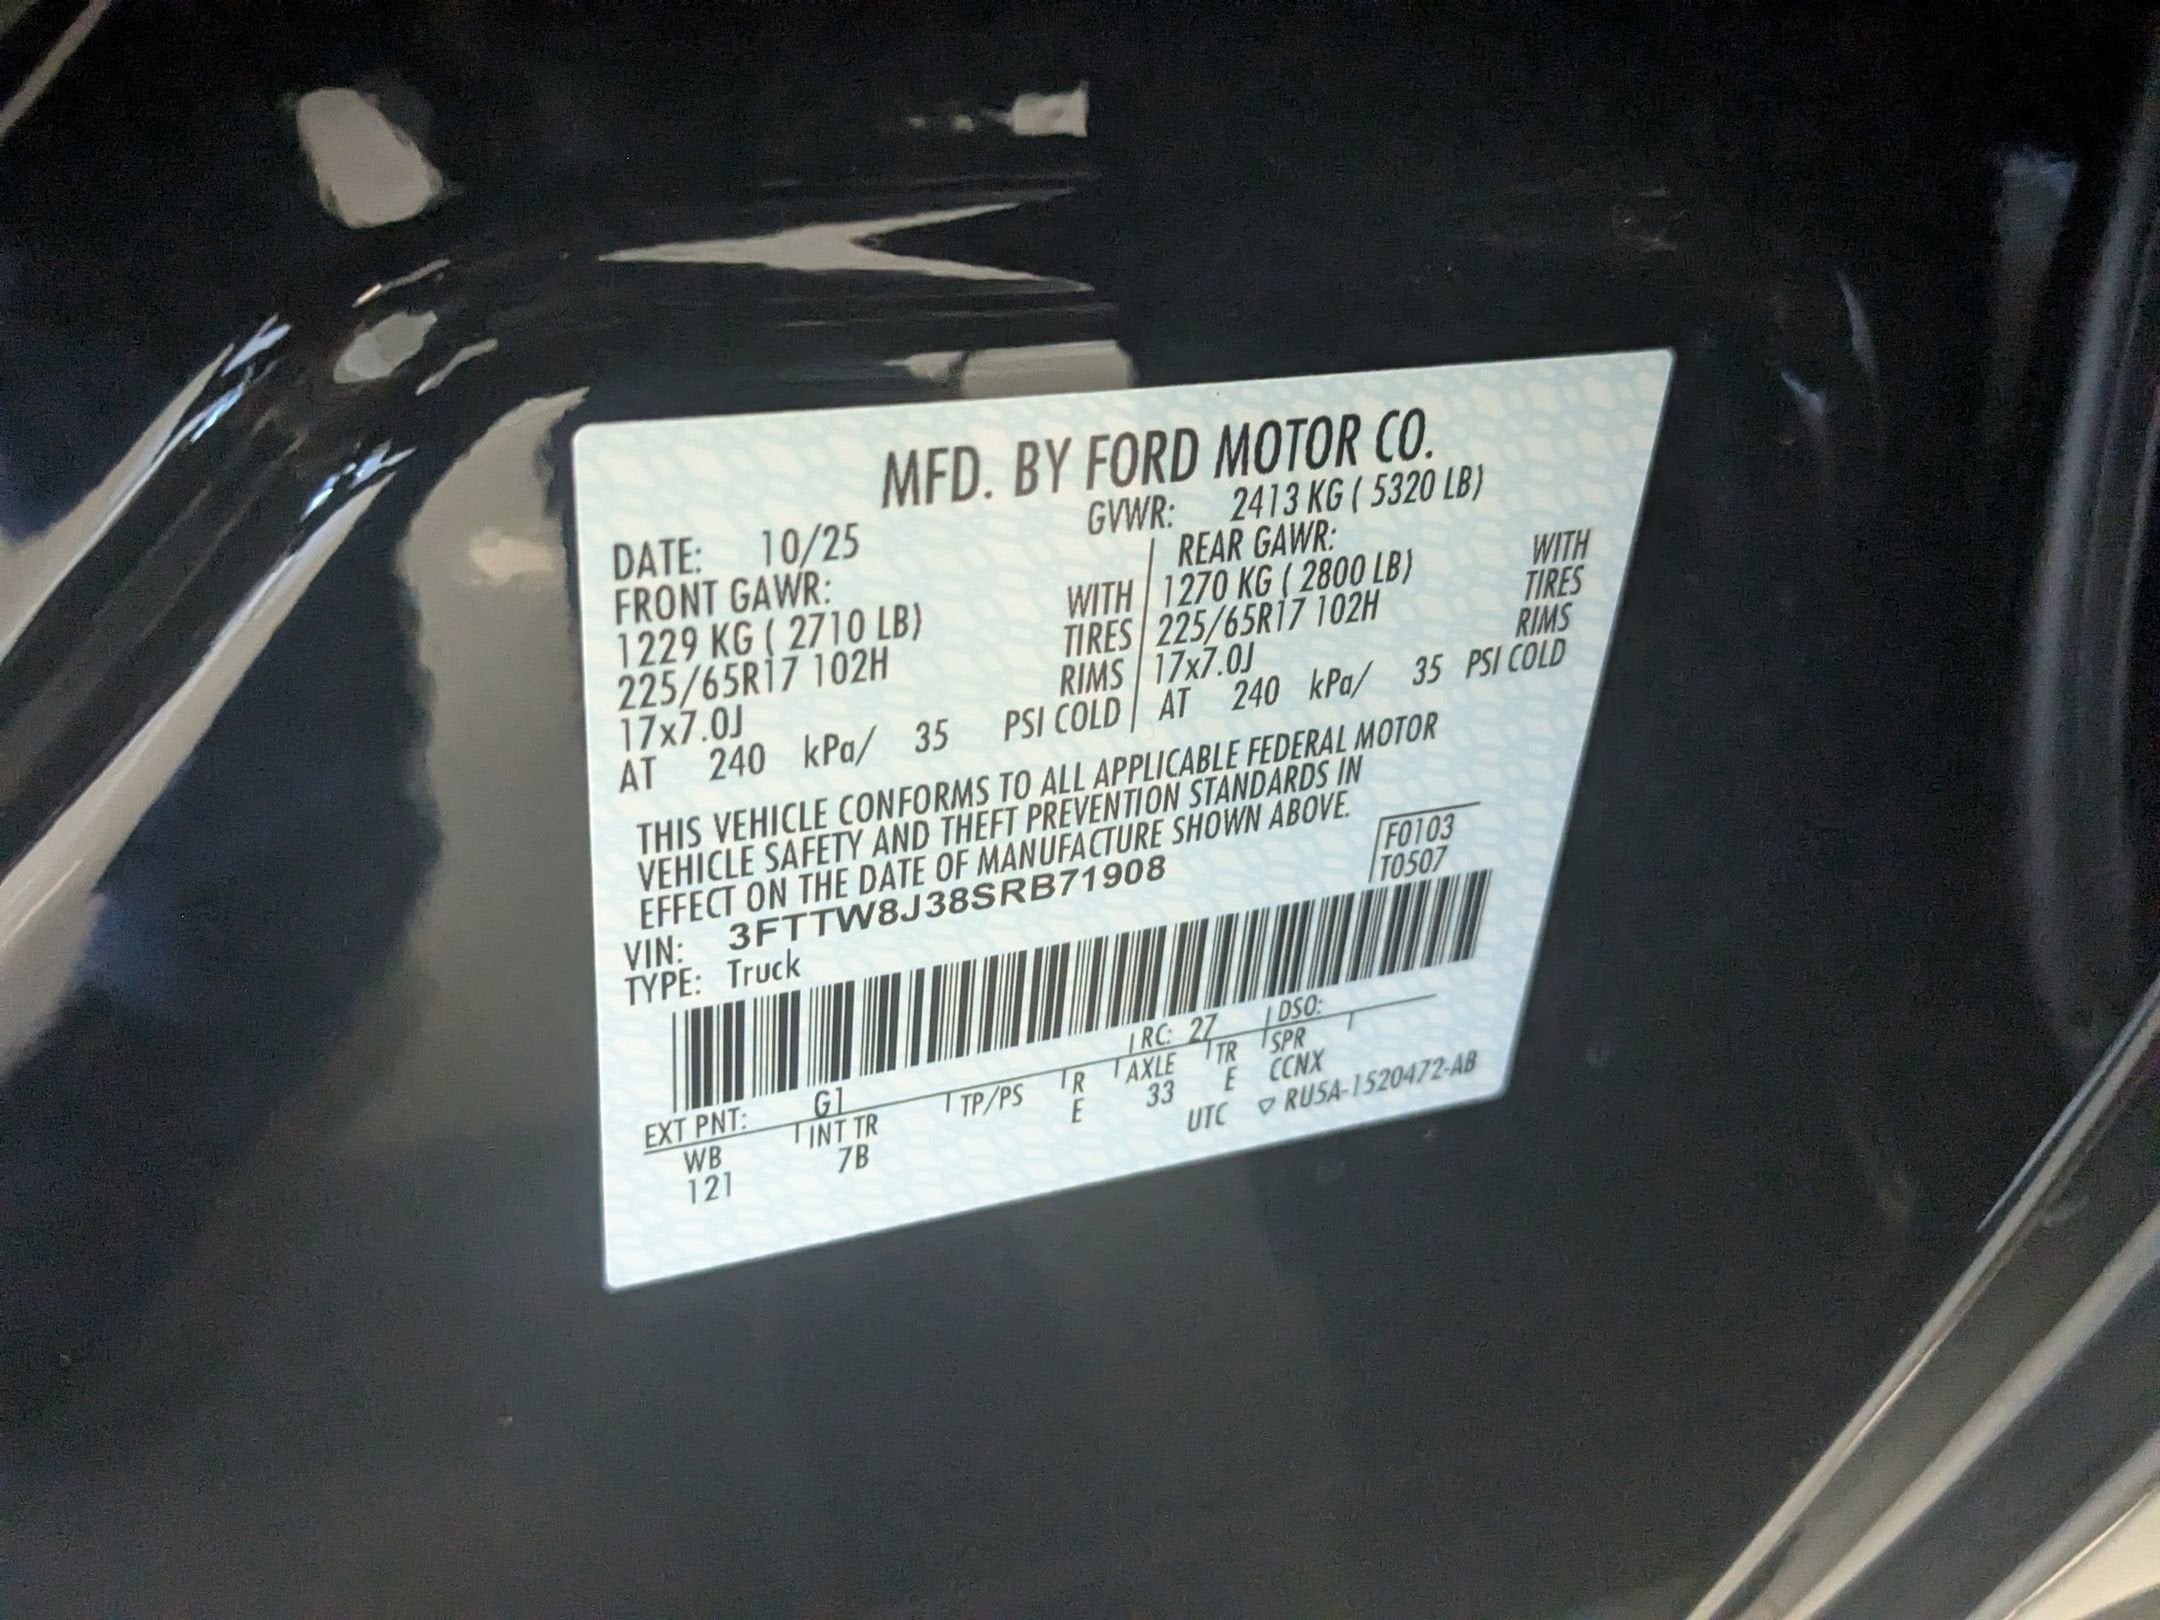 MFD. BY FORD MOTOR CO.
DATE: 10/25 GVWR: 2413 KG ( 5320 LB)
FRONT GAWR: REAR GAWR:
1229 KG ( 2710 LB) WITH 1270 KG ( 2800 LB) WITH
225/65R17 102H TIRES 225/65R17 102H TIRES
17x7.0J RIMS 17x7.0J RIMS
AT 240 kPa/ 35 PSI COLD AT 240 kPa/ 35 PSI COLD
THIS VEHICLE CONFORMS TO ALL APPLICABLE FEDERAL MOTOR
VEHICLE SAFETY AND THEFT PREVENTION STANDARDS IN
EFFECT ON THE DATE OF MANUFACTURE SHOWN ABOVE.
F0103
VIN: 3FTTW8J38SRB71908
T0507
TYPE: Truck
EXT PNT: G1 RC: 27 DSO:
WB INT TR TP/PS R AXLE TR SPR
121 7B E 33 E CCNX
UTC ▽ RU5A-1520472-AB